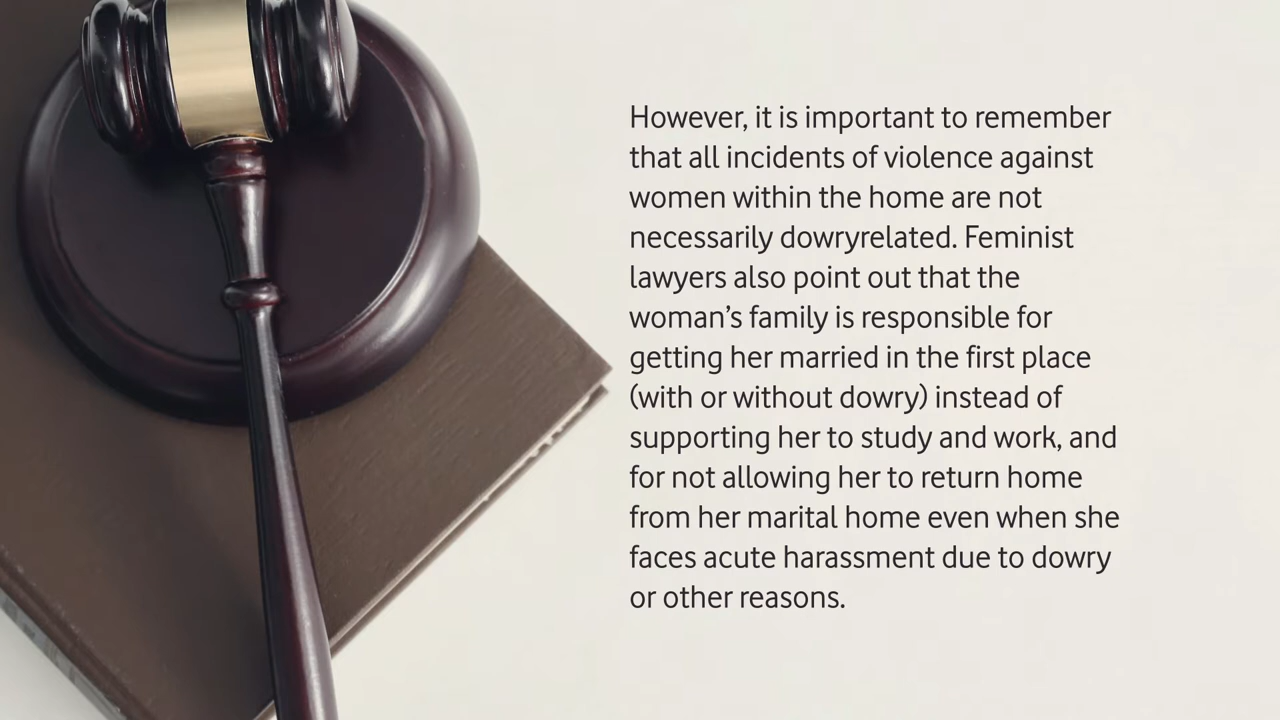 However, it is important to remember
that all incidents of violence against
women within the home are not
necessarily dowryrelated. Feminist
lawyers also point out that the
woman’s family is responsible for
getting her married in the first place
(with or without dowry) instead of
supporting her to study and work, and
for not allowing her to return home
from her marital home even when she
faces acute harassment due to dowry
or other reasons.